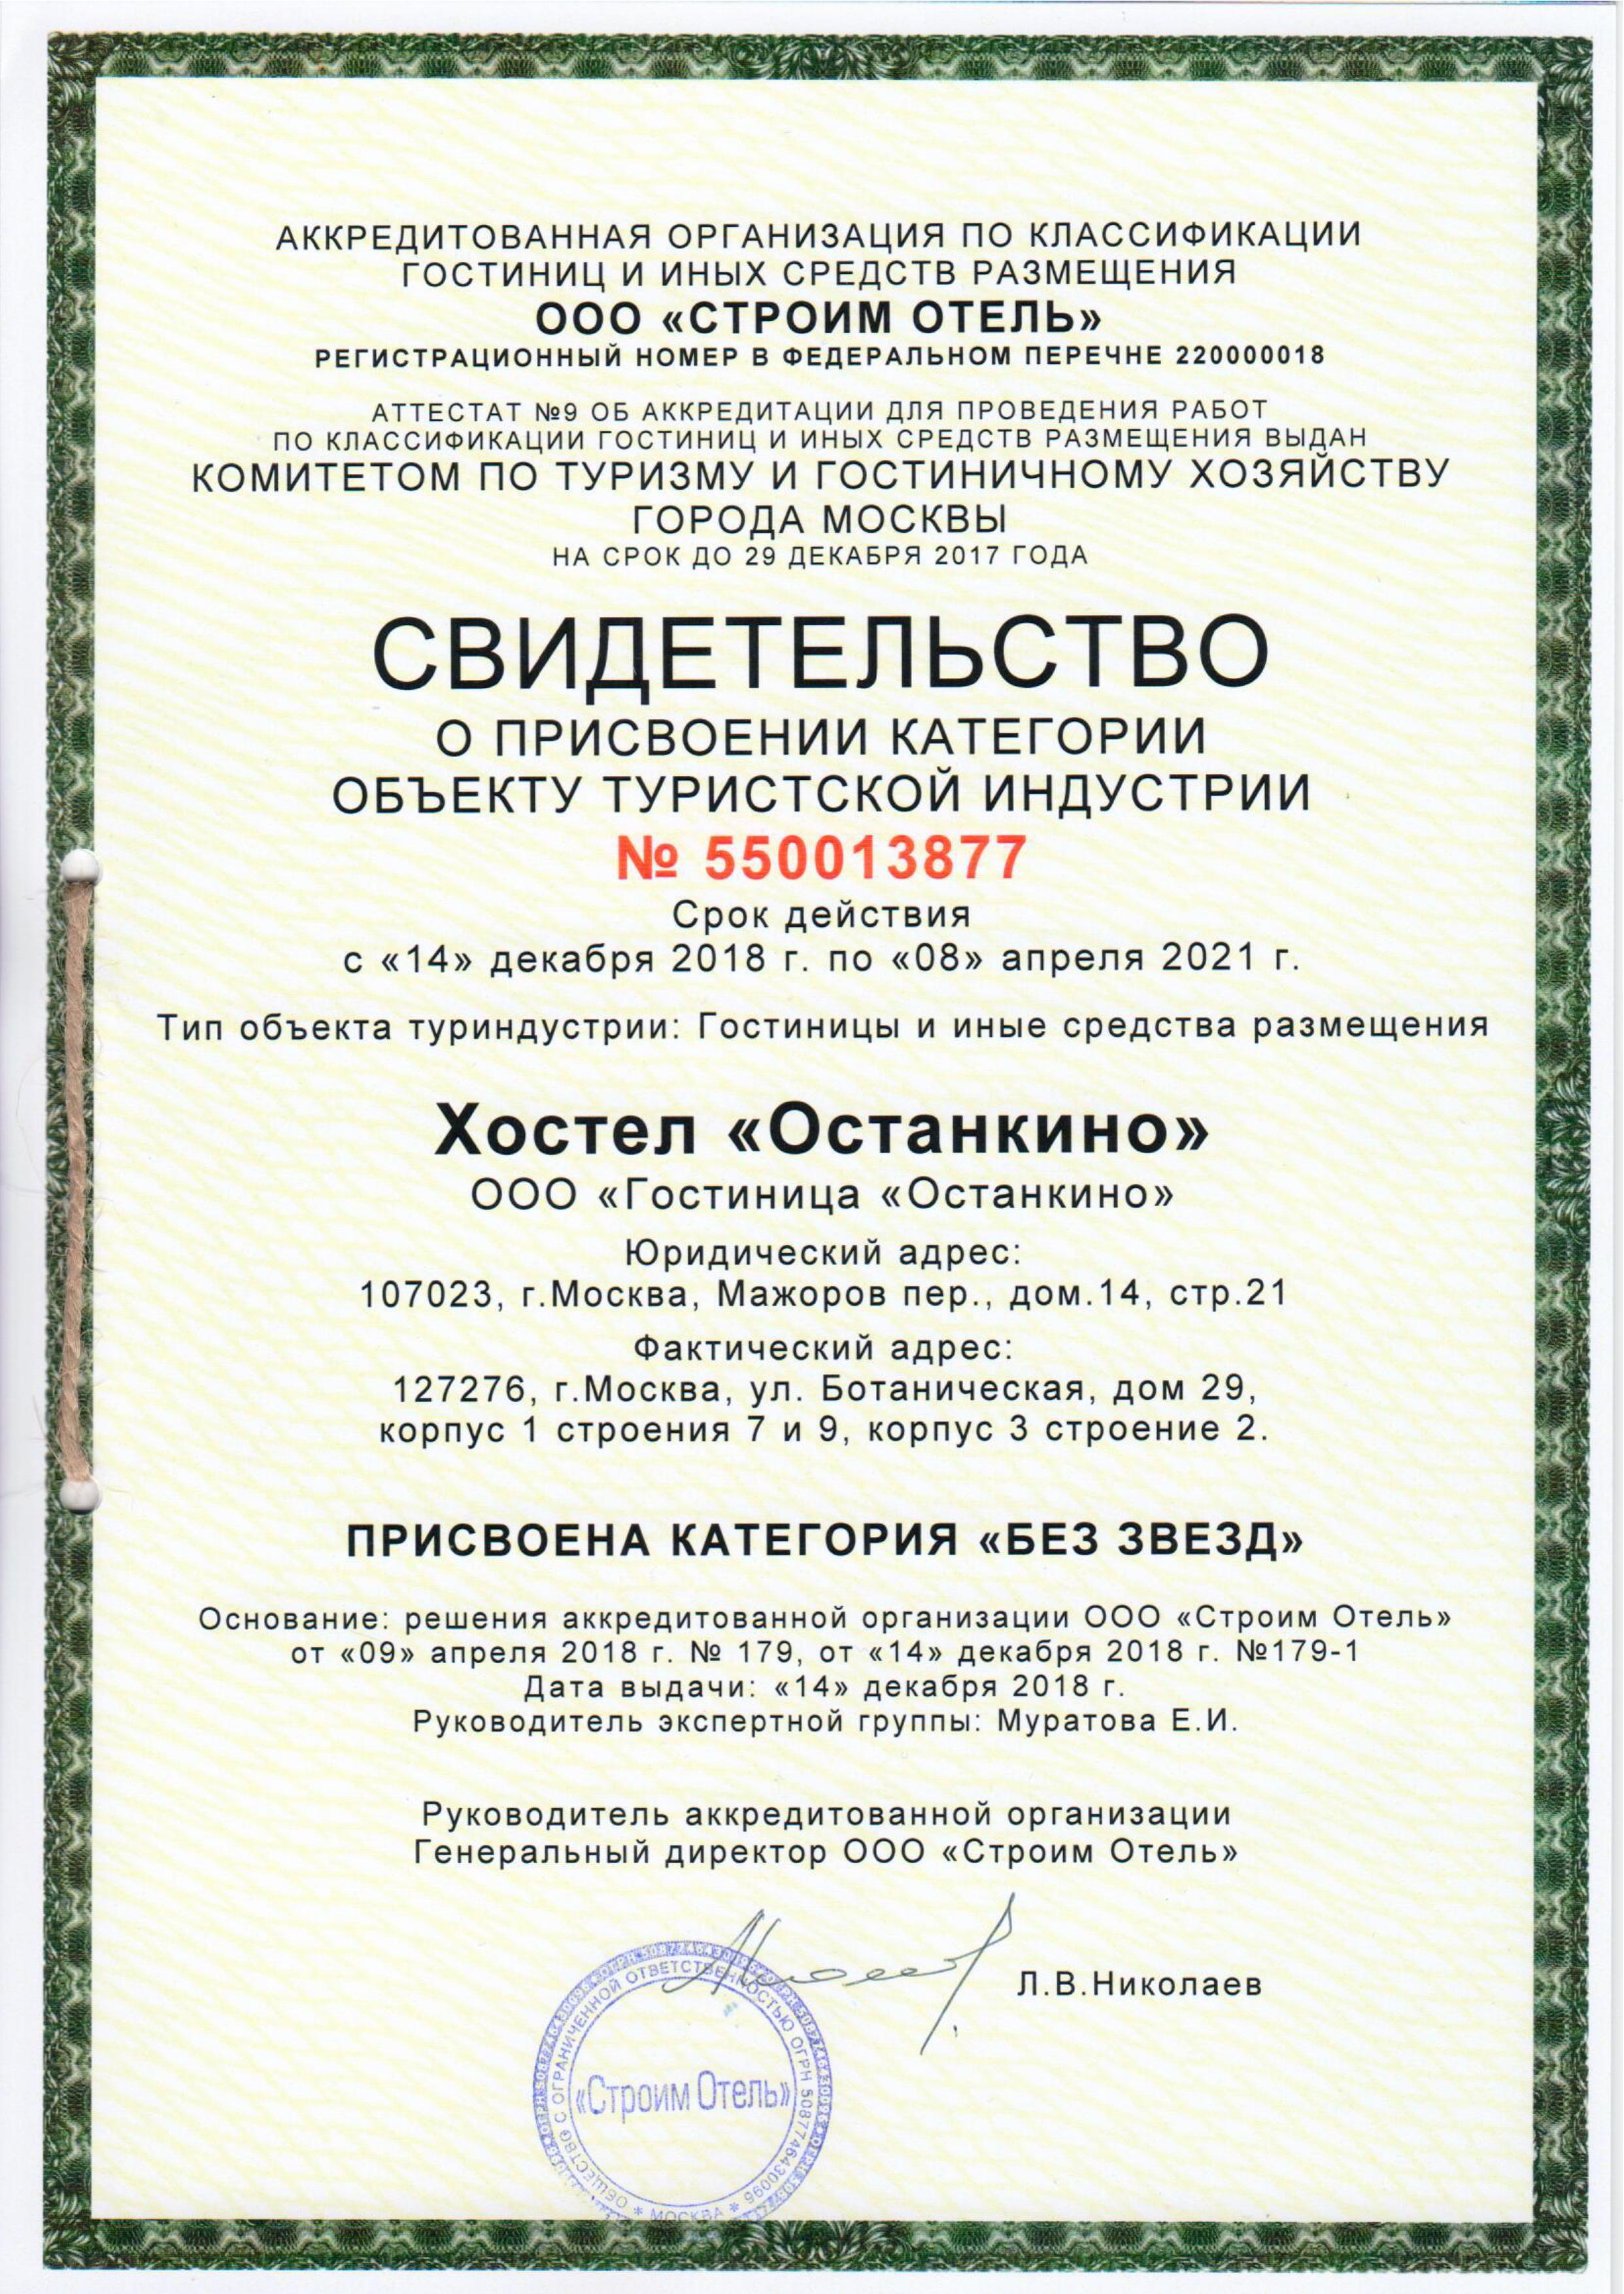 АККРЕДИТОВАННАЯ ОРГАНИЗАЦИЯ ПО КЛАССИФИКАЦИИ
ГОСТИНИЦ И ИНЫХ СРЕДСТВ РАЗМЕЩЕНИЯ
ООО «СТРОИМ ОТЕЛЬ»
РЕГИСТРАЦИОННЫЙ НОМЕР В ФЕДЕРАЛЬНОМ ПЕРЕЧНЕ 220000018
АТТЕСТАТ №9 ОБ АККРЕДИТАЦИИ ДЛЯ ПРОВЕДЕНИЯ РАБОТ
ПО КЛАССИФИКАЦИИ ГОСТИНИЦ И ИНЫХ СРЕДСТВ РАЗМЕЩЕНИЯ ВЫДАН
КОМИТЕТОМ ПО ТУРИЗМУ И ГОСТИНИЧНОМУ ХОЗЯЙСТВУ
ГОРОДА МОСКВЫ
НА СРОК ДО 29 ДЕКАБРЯ 2017 ГОДА
СВИДЕТЕЛЬСТВО
О ПРИСВОЕНИИ КАТЕГОРИИ
ОБЪЕКТУ ТУРИСТСКОЙ ИНДУСТРИИ
№ 550013877
Срок действия
с «14» декабря 2018 г. по «08» апреля 2021 г.
Тип объекта туриндустрии: Гостиницы и иные средства размещения
Хостел «Останкино»
ООО «Гостиница «Останкино»
Юридический адрес:
107023, г.Москва, Мажоров пер., дом.14, стр.21
Фактический адрес:
127276, г.Москва, ул. Ботаническая, дом 29,
корпус 1 строения 7 и 9, корпус 3 строение 2.
ПРИСВОЕНА КАТЕГОРИЯ «БЕЗ ЗВЕЗД»
Основание: решения аккредитованной организации ООО «Строим Отель»
от «09» апреля 2018 г. № 179, от «14» декабря 2018 г. №179-1
Дата выдачи: «14» декабря 2018 г.
Руководитель экспертной группы: Муратова Е.И.
Руководитель аккредитованной организации
Генеральный директор ООО «Строим Отель»
Л.В.Николаев
ОБЩЕСТВО С ОГРАНИЧЕННОЙ ОТВЕТСТВЕННОСТЬЮ ОГРН 5087746430095
«Строим Отель»
* МОСКВА *